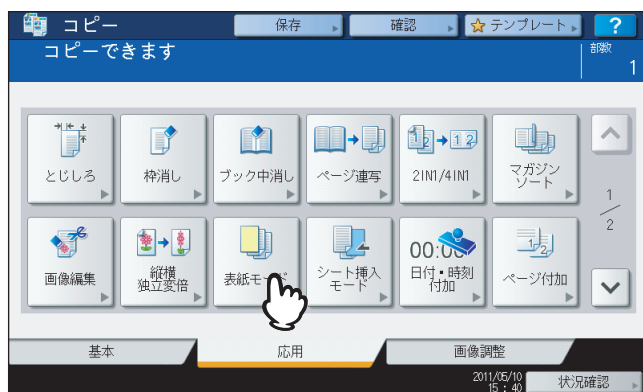 コピー
保存
確認
テンプレート
?
コピーできます
部数
1
とじしろ
枠消し
ブック中消し
ページ連写
2IN1/4IN1
マガジン
ソート
1
2
画像編集
縦横
独立変倍
表紙モード
シート挿入
モード
00:00
日付・時刻
付加
ページ付加
基本
応用
画像調整
2011/05/10
15 : 40
状況確認